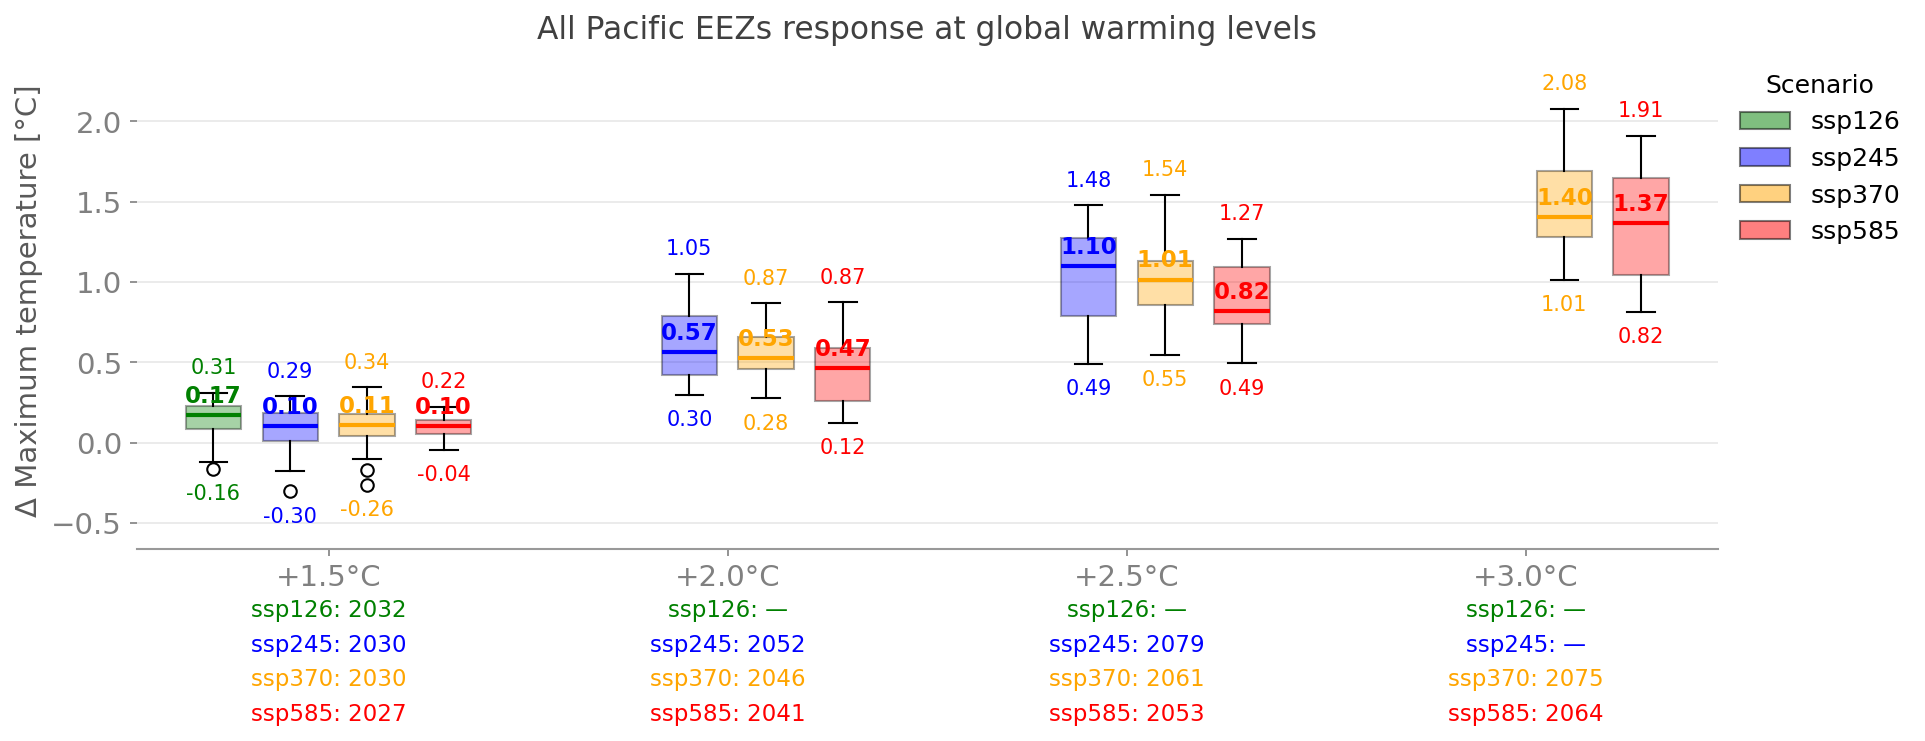 All Pacific EEZs response at global warming levels
Δ Maximum temperature [°C]
2.0
1.5
1.0
0.5
0.0
−0.5
0.31
0.17
-0.16
0.29
0.10
-0.30
0.34
0.11
-0.26
0.22
0.10
-0.04
1.05
0.57
0.30
0.87
0.53
0.28
0.87
0.47
0.12
1.48
1.10
0.49
1.54
1.01
0.55
1.27
0.82
0.49
2.08
1.40
1.01
1.91
1.37
0.82
Scenario
ssp126
ssp245
ssp370
ssp585
+1.5°C
ssp126: 2032
ssp245: 2030
ssp370: 2030
ssp585: 2027
+2.0°C
ssp126: —
ssp245: 2052
ssp370: 2046
ssp585: 2041
+2.5°C
ssp126: —
ssp245: 2079
ssp370: 2061
ssp585: 2053
+3.0°C
ssp126: —
ssp245: —
ssp370: 2075
ssp585: 2064